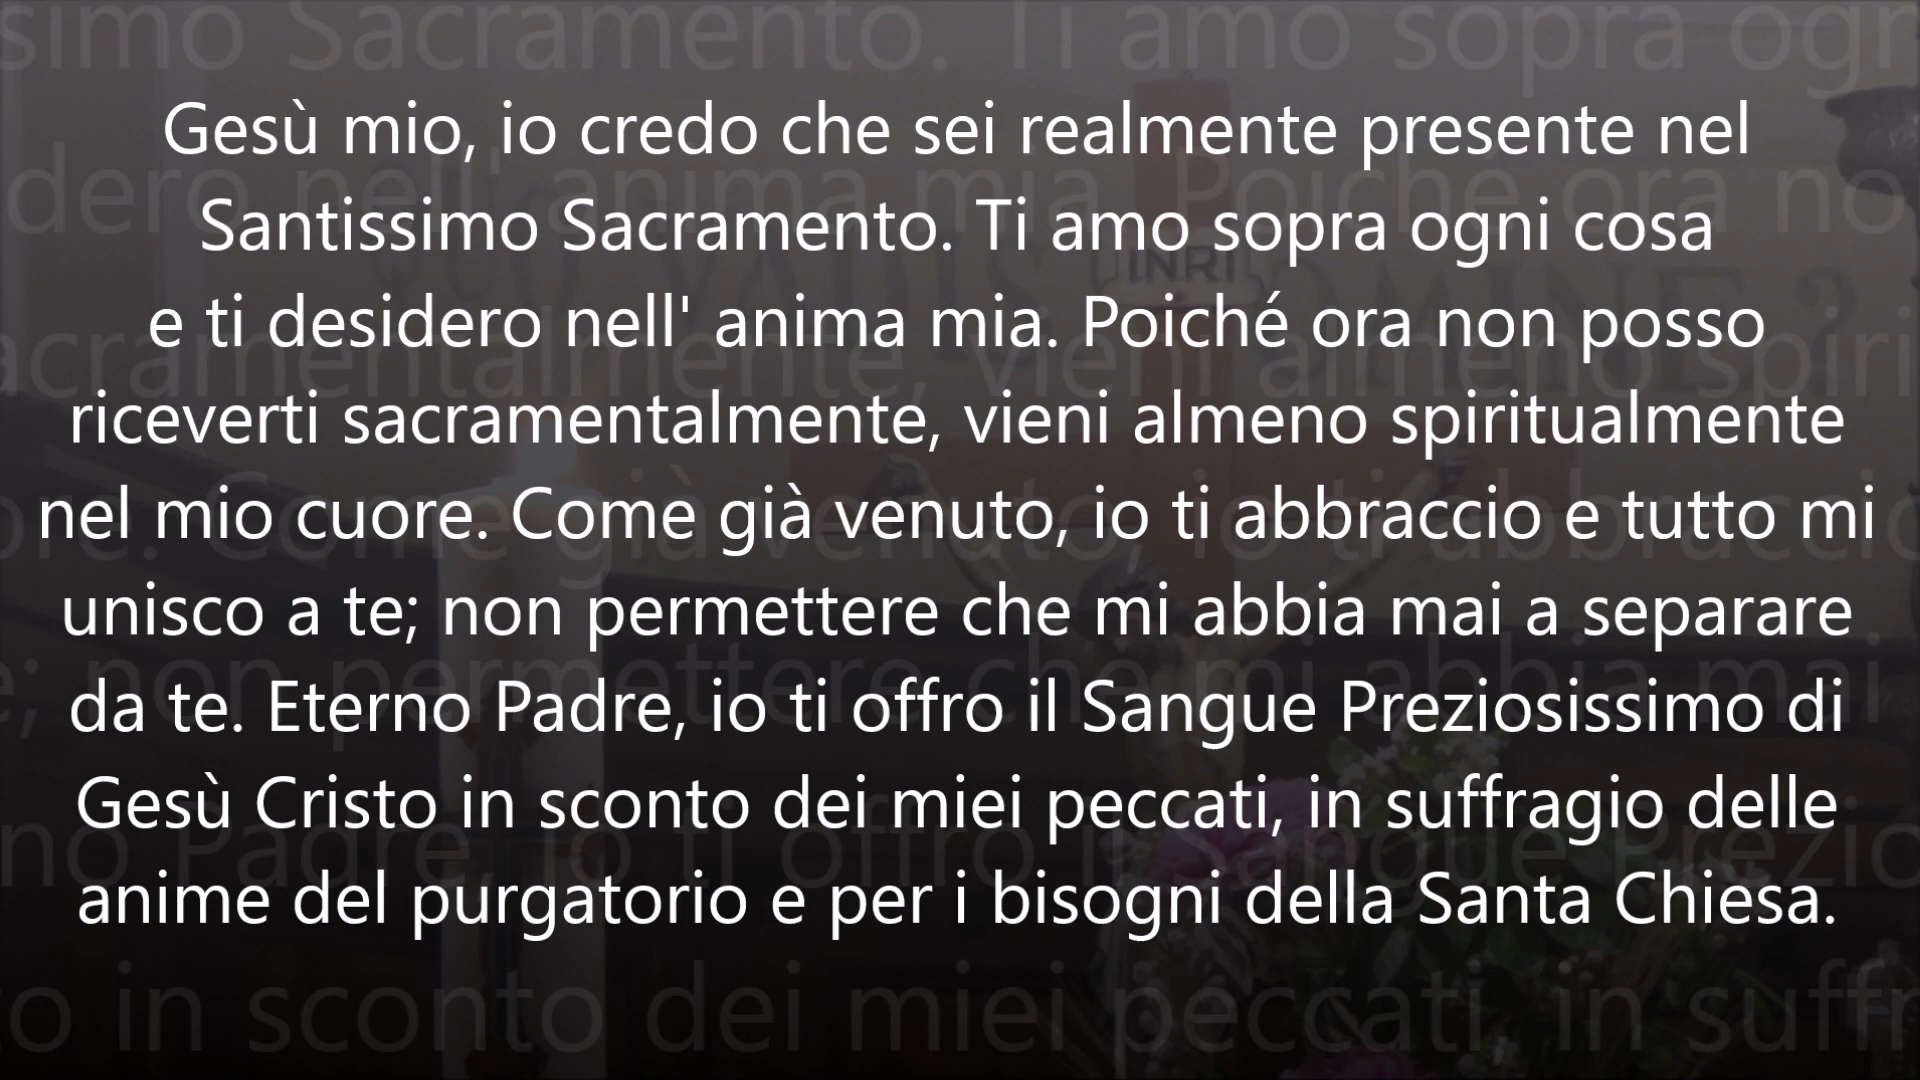 Gesù mio, io credo che sei realmente presente nel
Santissimo Sacramento. Ti amo sopra ogni cosa
e ti desidero nell' anima mia. Poiché ora non posso
riceverti sacramentalmente, vieni almeno spiritualmente
nel mio cuore. Come già venuto, io ti abbraccio e tutto mi
unisco a te; non permettere che mi abbia mai a separare
da te. Eterno Padre, io ti offro il Sangue Preziosissimo di
Gesù Cristo in sconto dei miei peccati, in suffragio delle
anime del purgatorio e per i bisogni della Santa Chiesa.
INRI